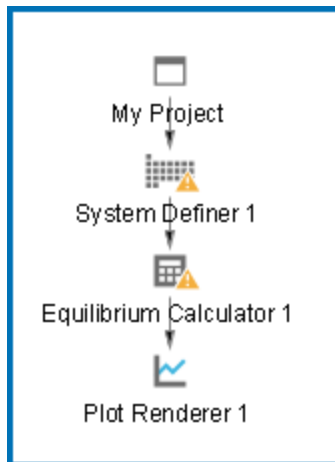 My Project
System Definer 1
Equilibrium Calculator 1
Plot Renderer 1